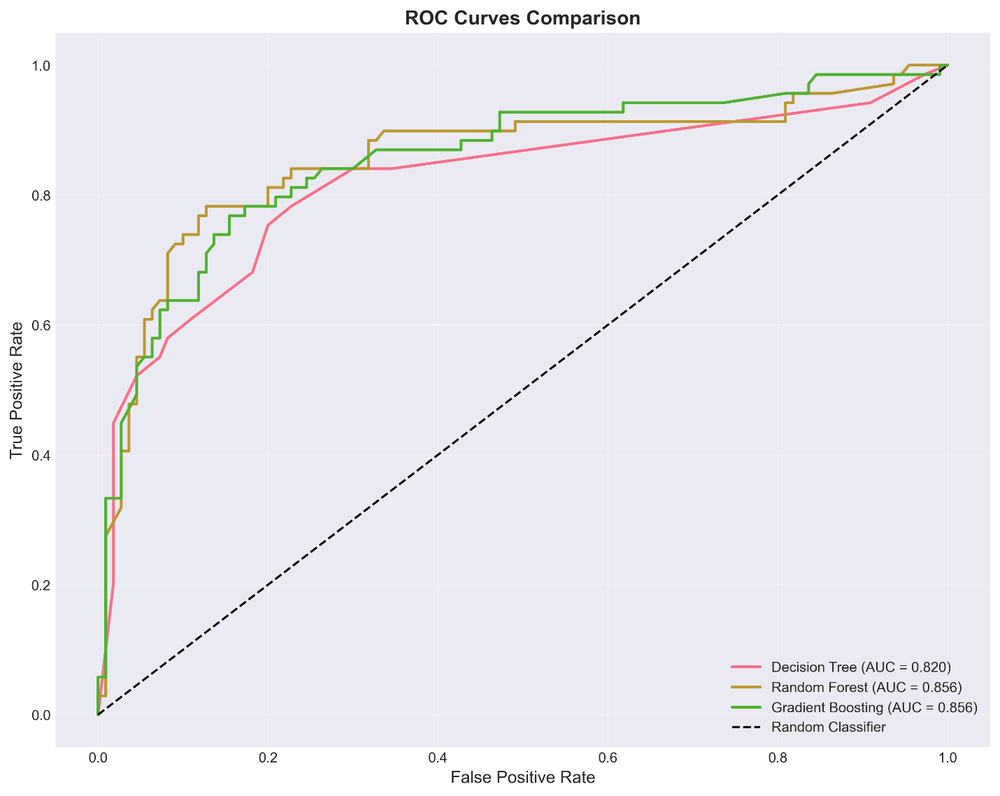 ROC Curves Comparison
True Positive Rate
1.0
0.8
0.6
0.4
0.2
0.0
0.0 0.2 0.4 0.6 0.8 1.0
False Positive Rate
Decision Tree (AUC = 0.820)
Random Forest (AUC = 0.856)
Gradient Boosting (AUC = 0.856)
Random Classifier